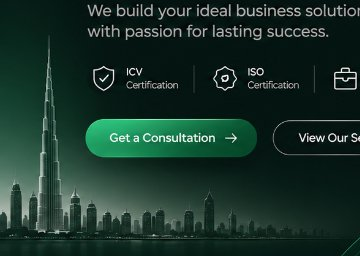 We build your ideal business solution
with passion for lasting success.
ICV
Certification
ISO
Certification
Get a Consultation →
View Our Se